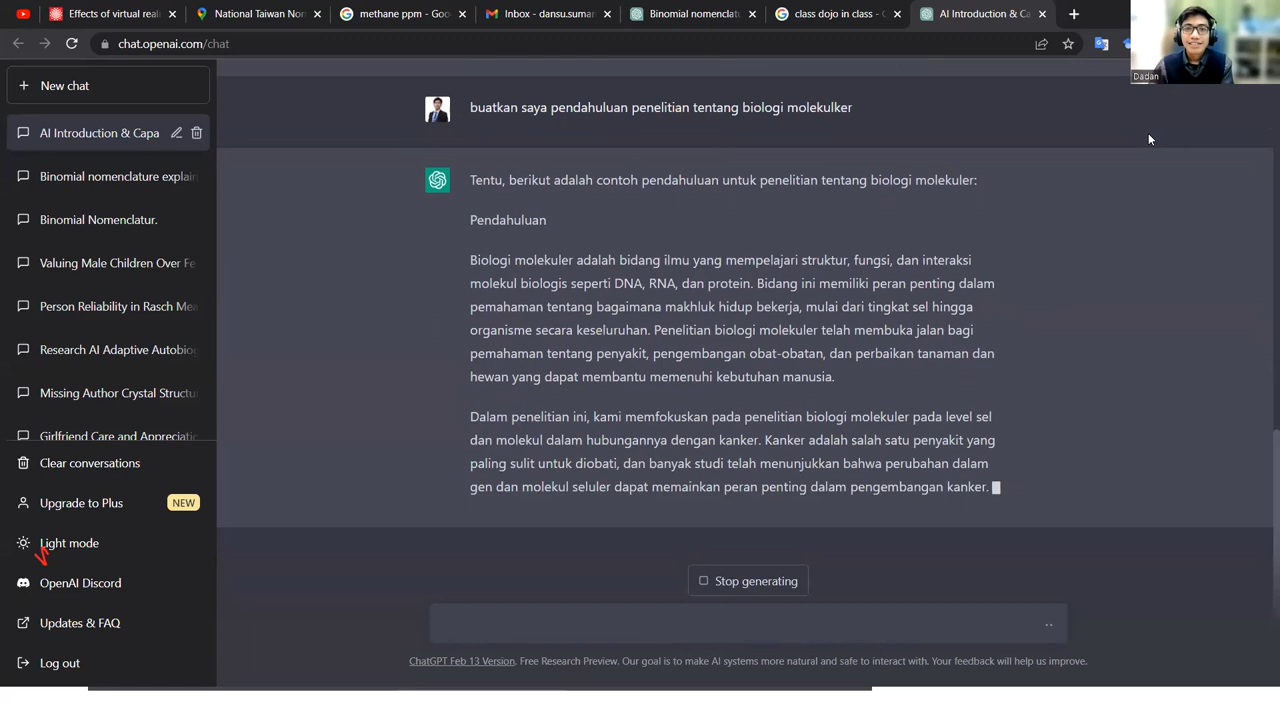 Effects of virtual reali
National Taiwan Nor
methane ppm - Goo
Inbox - dansu.suman
Binomial nomenclatu
class dojo in class - G
AI Introduction & Ca
chat.openai.com/chat
Dadan
New chat
AI Introduction & Capa
Binomial nomenclature explain
Binomial Nomenclatur.
Valuing Male Children Over Fe
Person Reliability in Rasch Mea
Research AI Adaptive Autobiog
Missing Author Crystal Structu
Girlfriend Care and Appreciatic
Clear conversations
Upgrade to Plus NEW
Light mode
OpenAI Discord
Updates & FAQ
Log out
buatkan saya pendahuluan penelitian tentang biologi molekulker
Tentu, berikut adalah contoh pendahuluan untuk penelitian tentang biologi molekuler:
Pendahuluan
Biologi molekuler adalah bidang ilmu yang mempelajari struktur, fungsi, dan interaksi
molekul biologis seperti DNA, RNA, dan protein. Bidang ini memiliki peran penting dalam
pemahaman tentang bagaimana makhluk hidup bekerja, mulai dari tingkat sel hingga
organisme secara keseluruhan. Penelitian biologi molekuler telah membuka jalan bagi
pemahaman tentang penyakit, pengembangan obat-obatan, dan perbaikan tanaman dan
hewan yang dapat membantu memenuhi kebutuhan manusia.
Dalam penelitian ini, kami memfokuskan pada penelitian biologi molekuler pada level sel
dan molekul dalam hubungannya dengan kanker. Kanker adalah salah satu penyakit yang
paling sulit untuk diobati, dan banyak studi telah menunjukkan bahwa perubahan dalam
gen dan molekul seluler dapat memainkan peran penting dalam pengembangan kanker.
Stop generating
ChatGPT Feb 13 Version. Free Research Preview. Our goal is to make AI systems more natural and safe to interact with. Your feedback will help us improve.